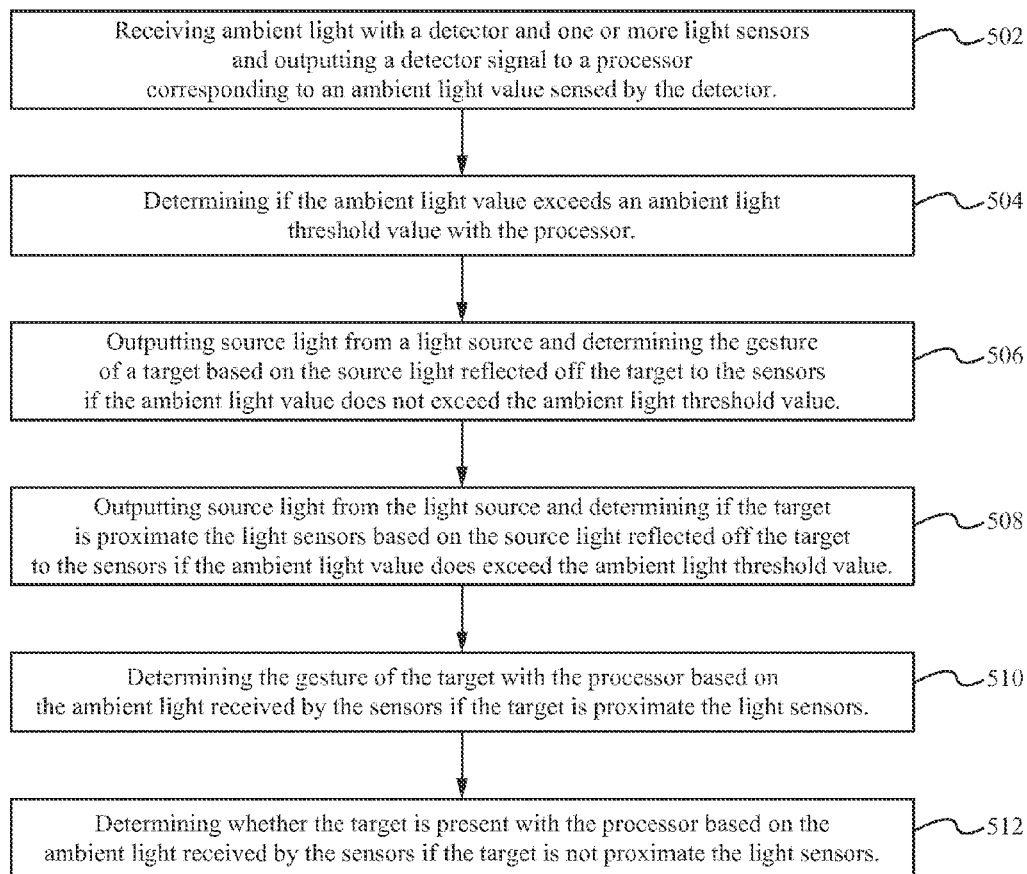 Receiving ambient light with a detector and one or more light sensors
and outputting a detector signal to a processor
corresponding to an ambient light value sensed by the detector.
502
Determining if the ambient light value exceeds an ambient light
threshold value with the processor.
504
Outputting source light from a light source and determining the gesture
of a target based on the source light reflected off the target to the sensors
if the ambient light value does not exceed the ambient light threshold value.
506
Outputting source light from the light source and determining if the target
is proximate the light sensors based on the source light reflected off the target
to the sensors if the ambient light value does exceed the ambient light threshold value.
508
Determining the gesture of the target with the processor based on
the ambient light received by the sensors if the target is proximate the light sensors.
510
Determining whether the target is present with the processor based on the
ambient light received by the sensors if the target is not proximate the light sensors.
512